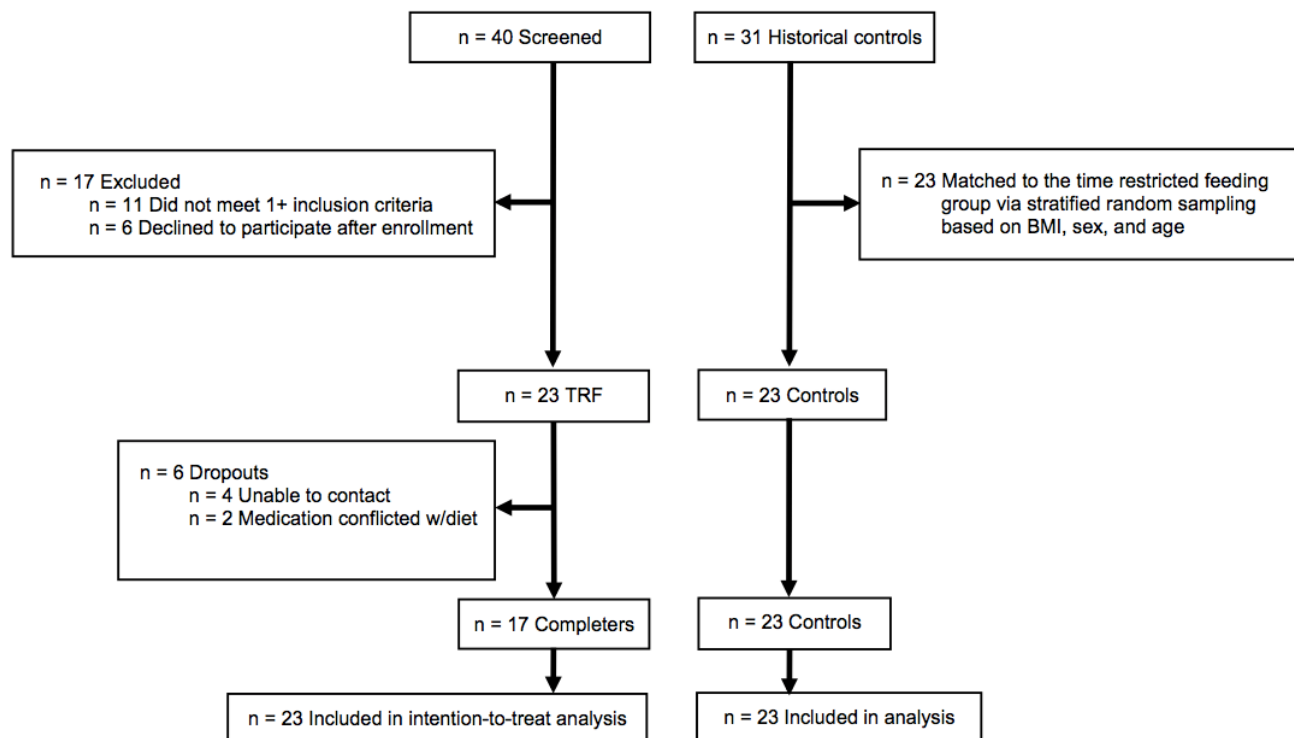 n = 40 Screened
n = 31 Historical controls
n = 17 Excluded
n = 11 Did not meet 1+ inclusion criteria
n = 6 Declined to participate after enrollment
n = 23 Matched to the time restricted feeding
group via stratified random sampling
based on BMI, sex, and age
n = 23 TRF
n = 23 Controls
n = 6 Dropouts
n = 4 Unable to contact
n = 2 Medication conflicted w/diet
n = 17 Completers
n = 23 Controls
n = 23 Included in intention-to-treat analysis
n = 23 Included in analysis